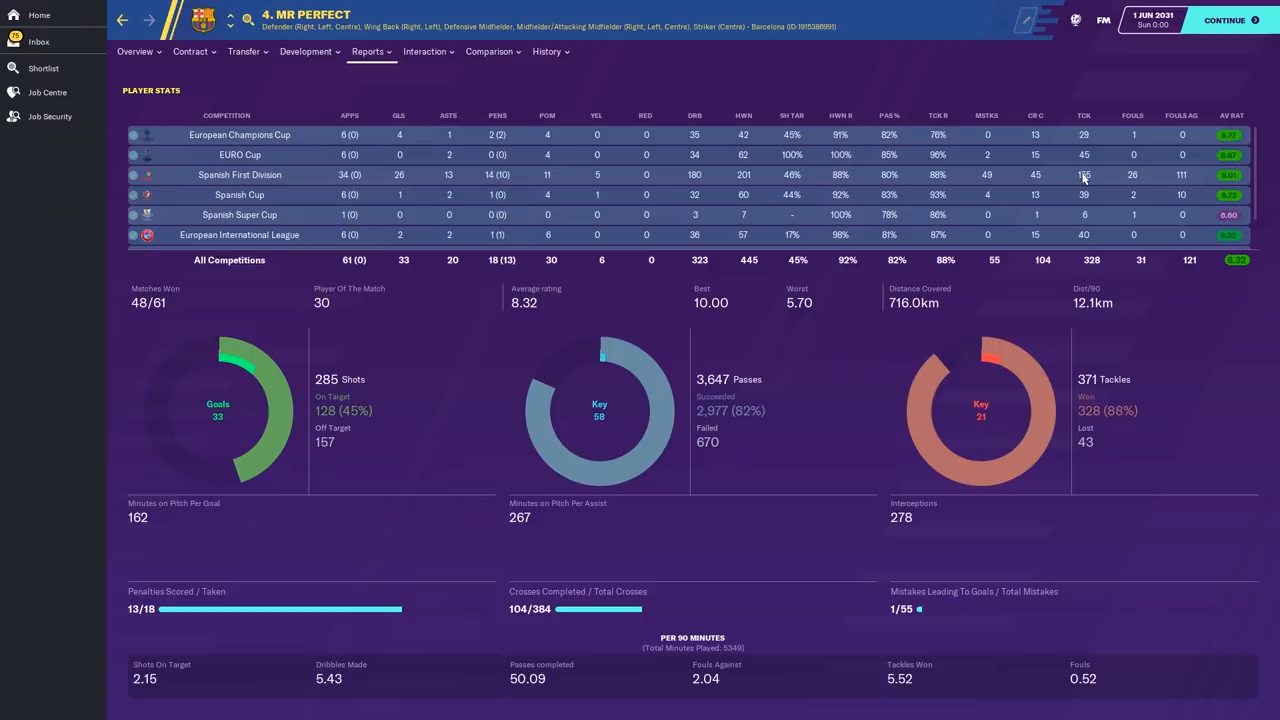 Home
75
Inbox
Shortlist
Job Centre
Job Security
4. MR PERFECT
Defender (Right, Left, Centre), Wing Back (Right, Left), Defensive Midfielder, Midfielder/Attacking Midfielder (Right, Left, Centre), Striker (Centre) - Barcelona (ID:1915386991)
FM
1 JUN 2031
Sun 0:00
CONTINUE
Overview Contract Transfer Development Reports Interaction Comparison History
PLAYER STATS
COMPETITION APPS GLS ASTS PENS POM YEL RED DRB HWN SH TAR HWN R PAS % TCK R MSTKS CR C TCK FOULS FOULS AG AV RAT
European Champions Cup 6 (0) 4 1 2 (2) 4 0 0 35 42 45% 91% 82% 76% 0 13 29 1 0 8.77
EURO Cup 6 (0) 0 2 0 (0) 4 0 0 34 62 100% 100% 85% 96% 2 15 45 0 0
Spanish First Division 34 (0) 26 13 14 (10) 11 5 0 180 201 46% 88% 80% 88% 49 45 26 111 8.01
Spanish Cup 6 (0) 1 2 1 (0) 4 1 0 32 60 44% 92% 83% 93% 4 13 39 2 10 8.73
Spanish Super Cup 1 (0) 0 0 0 (0) 0 0 0 3 7 - 100% 78% 86% 0 1 6 1 0 6.60
European International League 6 (0) 2 2 1 (1) 6 0 0 36 57 17% 98% 81% 87% 0 15 40 0 0
All Competitions 61 (0) 33 20 18 (13) 30 6 0 323 445 45% 92% 82% 88% 55 104 328 31 121 8.32
Matches Won Player Of The Match Average rating Best Worst Distance Covered Dist/90
48/61 30 8.32 10.00 5.70 716.0km 12.1km
Goals
33
285 Shots
On Target
128 (45%)
Off Target
157
Key
58
3,647 Passes
Succeeded
2,977 (82%)
Failed
670
Key
21
371 Tackles
Won
328 (88%)
Lost
43
Minutes on Pitch Per Goal Minutes on Pitch Per Assist Interceptions
162 267 278
Penalties Scored / Taken Crosses Completed / Total Crosses Mistakes Leading To Goals / Total Mistakes
13/18 104/384 1/55
PER 90 MINUTES
(Total Minutes Played: 5349)
Shots On Target Dribbles Made Passes completed Fouls Against Tackles Won Fouls
2.15 5.43 50.09 2.04 5.52 0.52